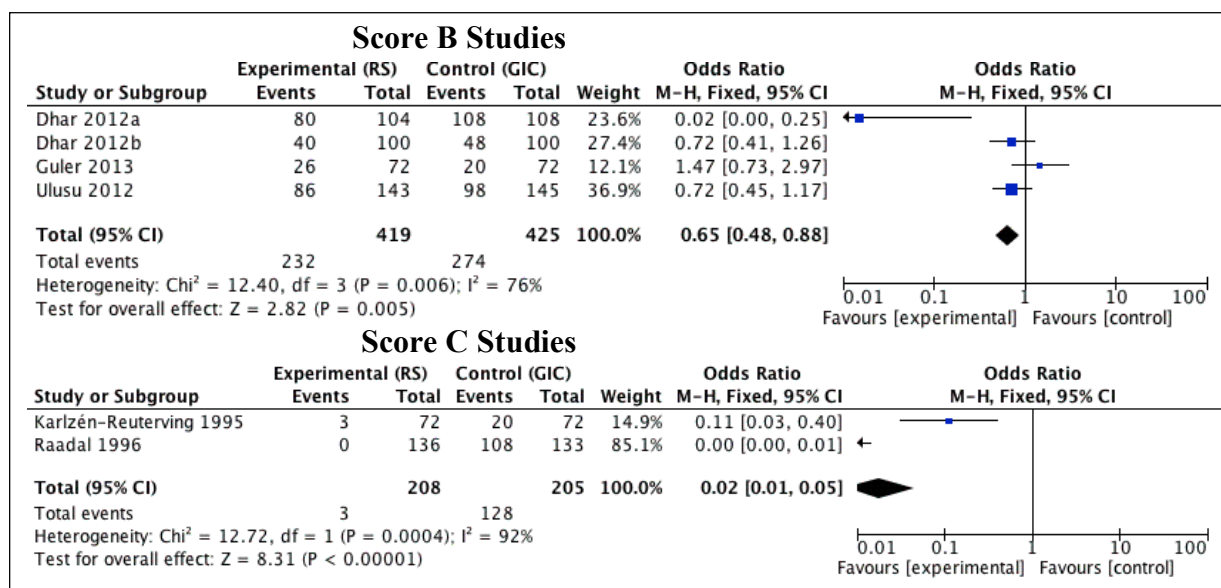 Score B Studies
Experimental (RS) Control (GIC) Odds Ratio Odds Ratio
Study or Subgroup Events Total Events Total Weight M-H, Fixed, 95% CI M-H, Fixed, 95% CI
Dhar 2012a 80 104 108 108 23.6% 0.02 [0.00, 0.25]
Dhar 2012b 40 100 48 100 27.4% 0.72 [0.41, 1.26]
Guler 2013 26 72 20 72 12.1% 1.47 [0.73, 2.97]
Ulusu 2012 86 143 98 145 36.9% 0.72 [0.45, 1.17]
Total (95% CI) 419 425 100.0% 0.65 [0.48, 0.88]
Total events 232 274
Heterogeneity: Chi² = 12.40, df = 3 (P = 0.006); I² = 76%
Test for overall effect: Z = 2.82 (P = 0.005)
0.01 0.1 1 10 100
Favours [experimental] Favours [control]
Score C Studies
Experimental (RS) Control (GIC) Odds Ratio Odds Ratio
Study or Subgroup Events Total Events Total Weight M-H, Fixed, 95% CI M-H, Fixed, 95% CI
Karlzén-Reuterving 1995 3 72 20 72 14.9% 0.11 [0.03, 0.40]
Raadal 1996 0 136 108 133 85.1% 0.00 [0.00, 0.01]
Total (95% CI) 208 205 100.0% 0.02 [0.01, 0.05]
Total events 3 128
Heterogeneity: Chi² = 12.72, df = 1 (P = 0.0004); I² = 92%
Test for overall effect: Z = 8.31 (P < 0.00001)
0.01 0.1 1 10 100
Favours [experimental] Favours [control]